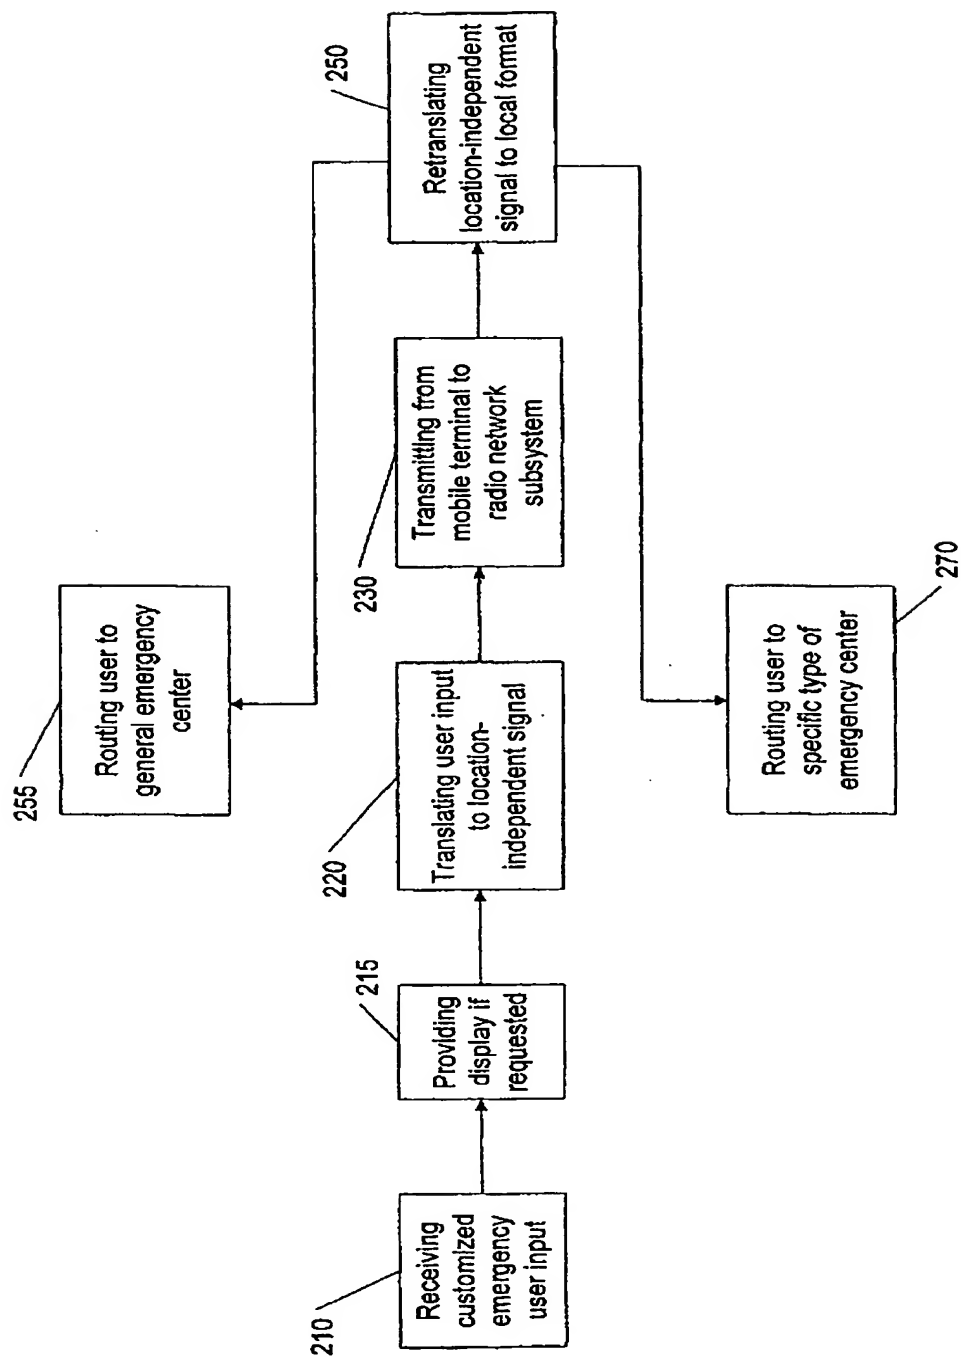 210
Receiving
customized
emergency
user input
215
Providing
display if
requested
220
Translating user input
to location-
independent signal
230
Transmitting from
mobile terminal to
radio network
subsystem
250
Retranslating
location-independent
signal to local format
255
Routing user to
general emergency
center
270
Routing user to
specific type of
emergency center